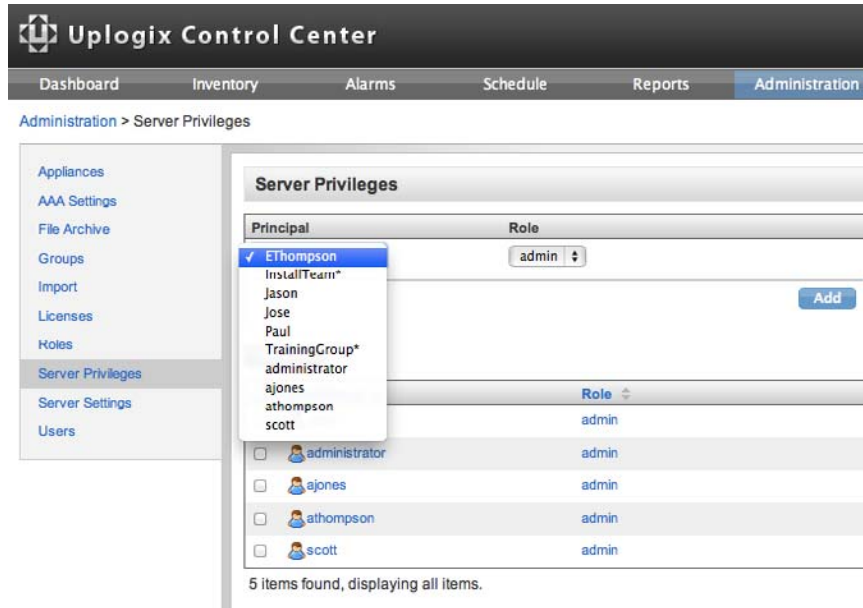 Uplogix Control Center
Dashboard Inventory Alarms Schedule Reports Administration
Administration > Server Privileges
Appliances
AAA Settings
File Archive
Groups
Import
Licenses
Roles
Server Privileges
Server Settings
Users
Server Privileges
Principal Role
✓ EThompson
InstallTeam*
Jason
Jose
Paul
TrainingGroup*
administrator
ajones
athompson
scott
admin
Add
Role
admin
administrator admin
ajones admin
athompson admin
scott admin
5 items found, displaying all items.